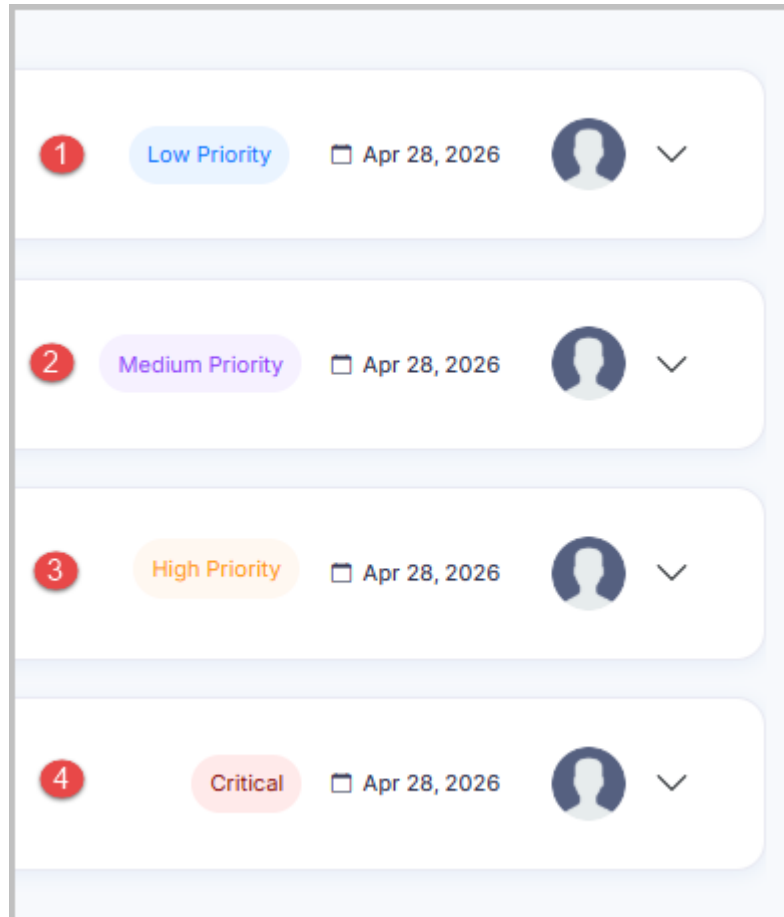 1 Low Priority Apr 28, 2026
2 Medium Priority Apr 28, 2026
3 High Priority Apr 28, 2026
4 Critical Apr 28, 2026